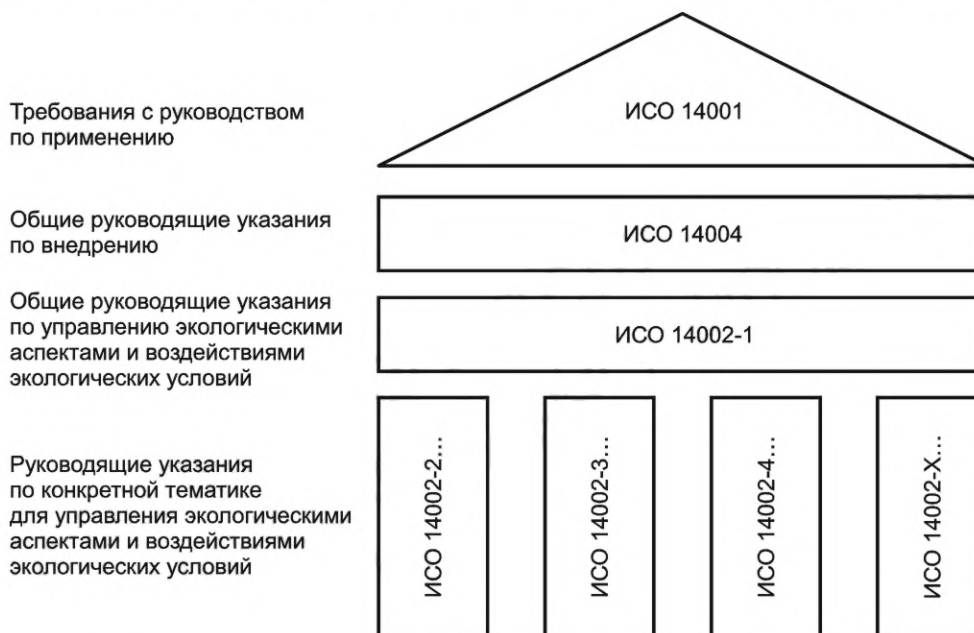 Требования с руководством
по применению
ИСО 14001
Общие руководящие указания
по внедрению
ИСО 14004
Общие руководящие указания
по управлению экологическими
аспектами и воздействиями
экологических условий
ИСО 14002-1
Руководящие указания
по конкретной тематике
для управления экологическими
аспектами и воздействиями
экологических условий
ИСО 14002-2...
ИСО 14002-3...
ИСО 14002-4...
ИСО 14002-X...